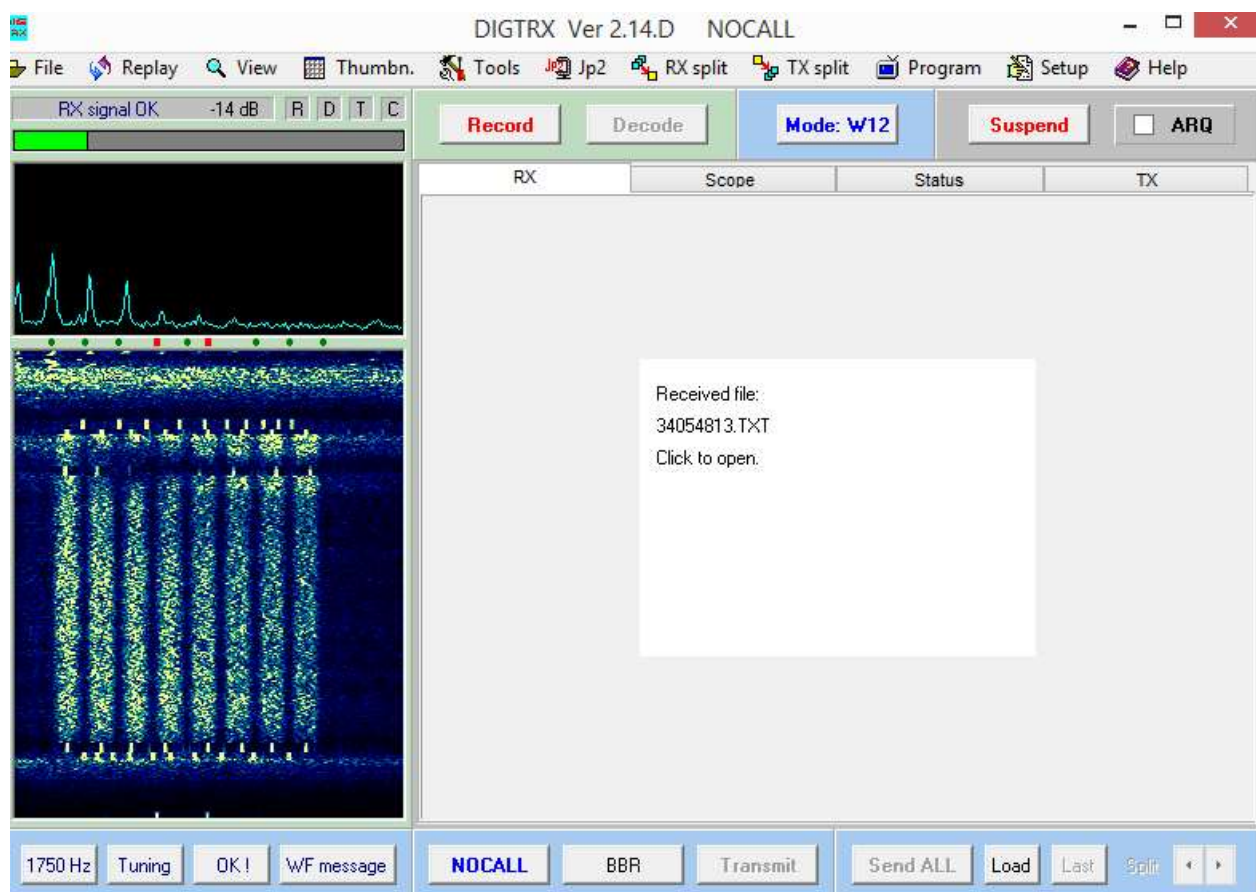 DIGTRX Ver 2.14.D NOCALL
File Replay View Thumbn. Tools Jp2 RX split TX split Program Setup Help
RX signal OK -14 dB R D T C
Record Decode Mode: W12 Suspend ARQ
RX Scope Status TX
Received file:
34054813.TXT
Click to open.
1750 Hz Tuning OK! WF message NOCALL BBR Transmit Send ALL Load Last Split